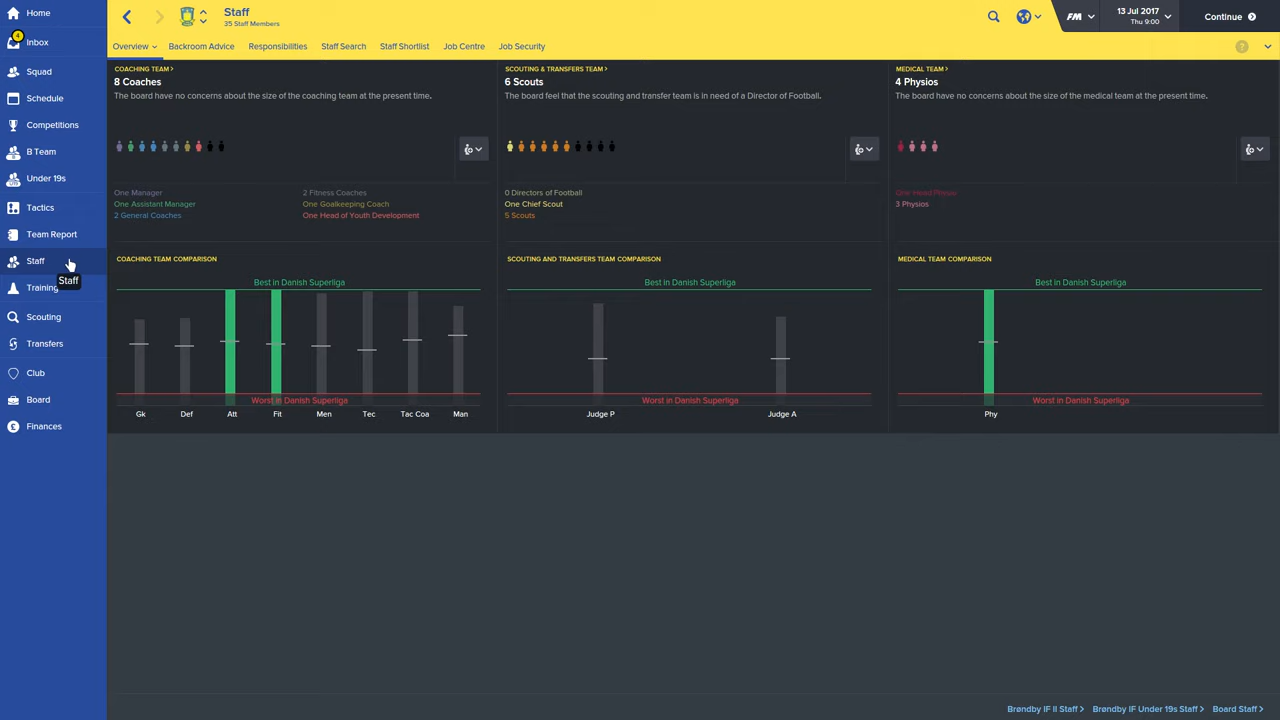 Home
4
Inbox
Squad
Schedule
Competitions
B Team
Under 19s
Tactics
Team Report
Staff
Staff
Training
Scouting
Transfers
Club
Board
Finances
Staff
35 Staff Members
FM
13 Jul 2017
Thu 9:00
Continue
Overview
Backroom Advice
Responsibilities
Staff Search
Staff Shortlist
Job Centre
Job Security
?
COACHING TEAM >
8 Coaches
The board have no concerns about the size of the coaching team at the present time.
One Manager
One Assistant Manager
2 General Coaches
2 Fitness Coaches
One Goalkeeping Coach
One Head of Youth Development
SCOUTING & TRANSFERS TEAM >
6 Scouts
The board feel that the scouting and transfer team is in need of a Director of Football.
0 Directors of Football
One Chief Scout
5 Scouts
MEDICAL TEAM >
4 Physios
The board have no concerns about the size of the medical team at the present time.
One Head Physio
3 Physios
COACHING TEAM COMPARISON
Best in Danish Superliga
Worst in Danish Superliga
Gk Def Att Fit Men Tec Tac Coa Man
SCOUTING AND TRANSFERS TEAM COMPARISON
Best in Danish Superliga
Worst in Danish Superliga
Judge P Judge A
MEDICAL TEAM COMPARISON
Best in Danish Superliga
Worst in Danish Superliga
Phy
Brøndby IF II Staff > Brøndby IF Under 19s Staff > Board Staff >